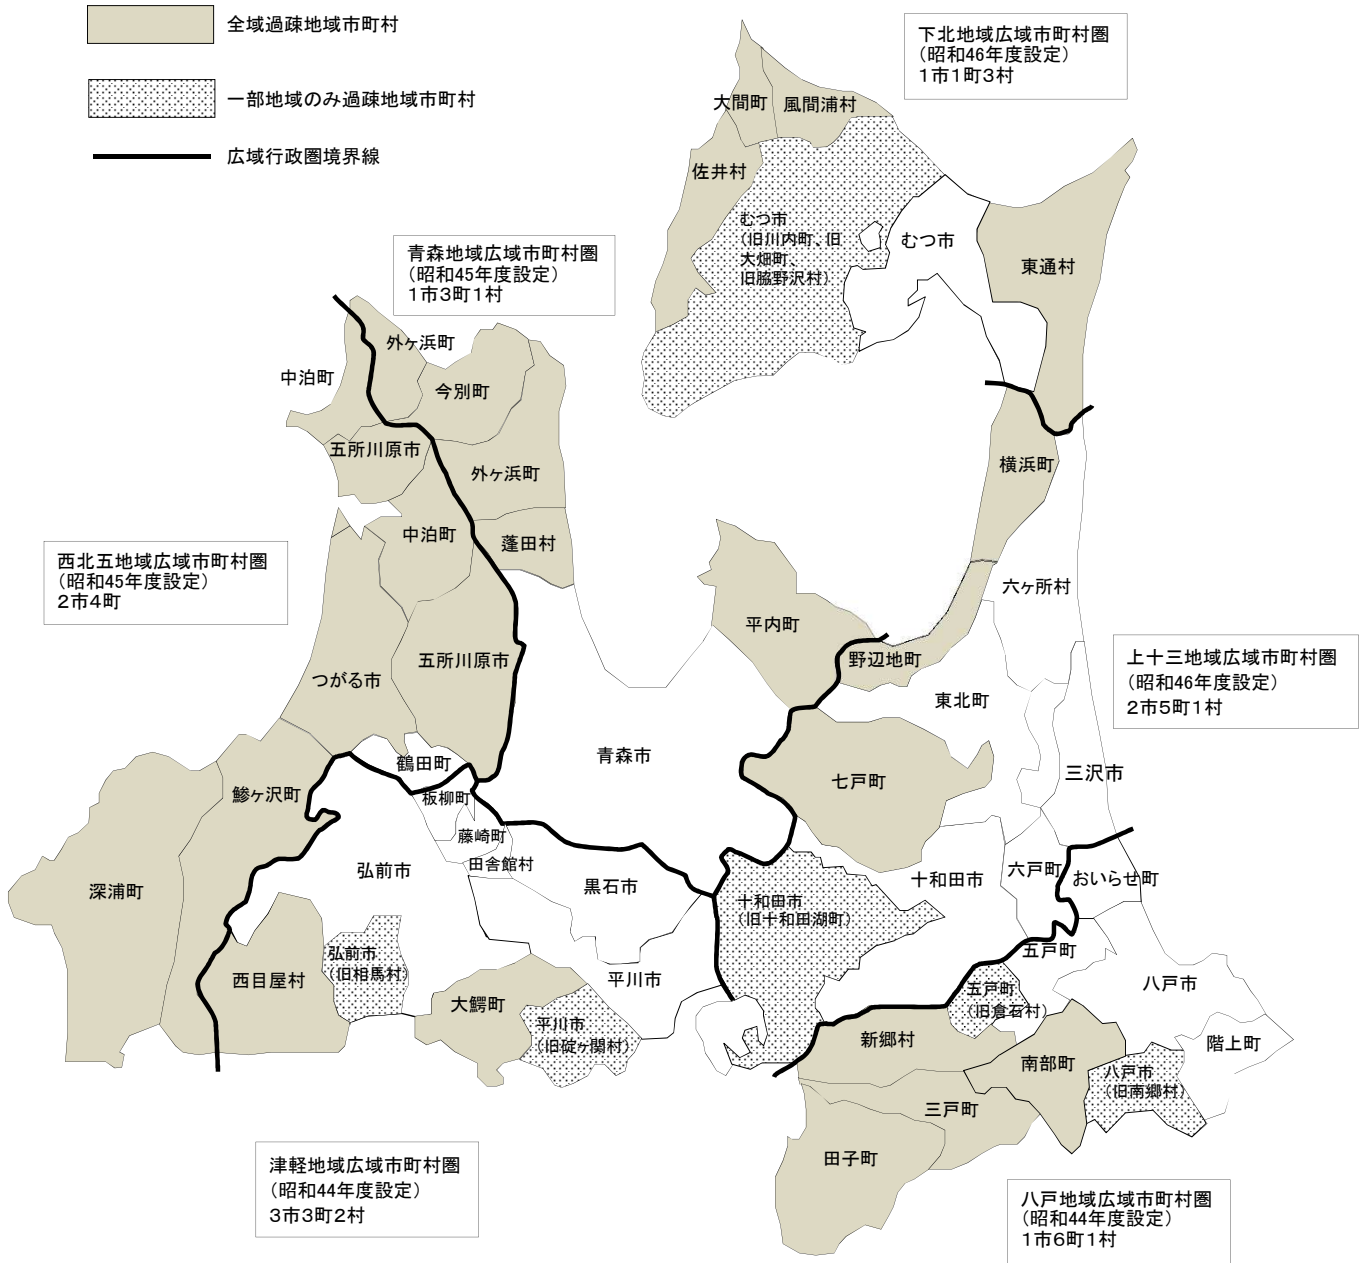 全域過疎地域市町村
一部地域のみ過疎地域市町村
広域行政圏境界線
下北地域広域市町村圏
（昭和46年度設定）
1市1町3村
大間町
風間浦村
佐井村
むつ市
（旧川内町、旧
大畑町、
旧脇野沢村）
むつ市
東通村
青森地域広域市町村圏
（昭和45年度設定）
1市3町1村
外ヶ浜町
中泊町
今別町
五所川原市
外ヶ浜町
横浜町
中泊町
蓬田村
西北五地域広域市町村圏
（昭和45年度設定）
2市4町
六ヶ所村
平内町
野辺地町
五所川原市
つがる市
上十三地域広域市町村圏
（昭和46年度設定）
2市5町1村
東北町
青森市
鶴田町
七戸町
三沢市
鰺ヶ沢町
板柳町
藤崎町
田舎館村
弘前市
黒石市
深浦町
十和田市
六戸町
おいらせ町
十和田市
（旧十和田湖町）
弘前市
（旧相馬村）
西目屋村
平川市
五戸町
八戸市
五戸町
（旧倉石村）
大鰐町
平川市
（旧碇ヶ関村）
新郷村
南部町
階上町
八戸市
（旧南郷村）
三戸町
田子町
津軽地域広域市町村圏
（昭和44年度設定）
3市3町2村
八戸地域広域市町村圏
（昭和44年度設定）
1市6町1村